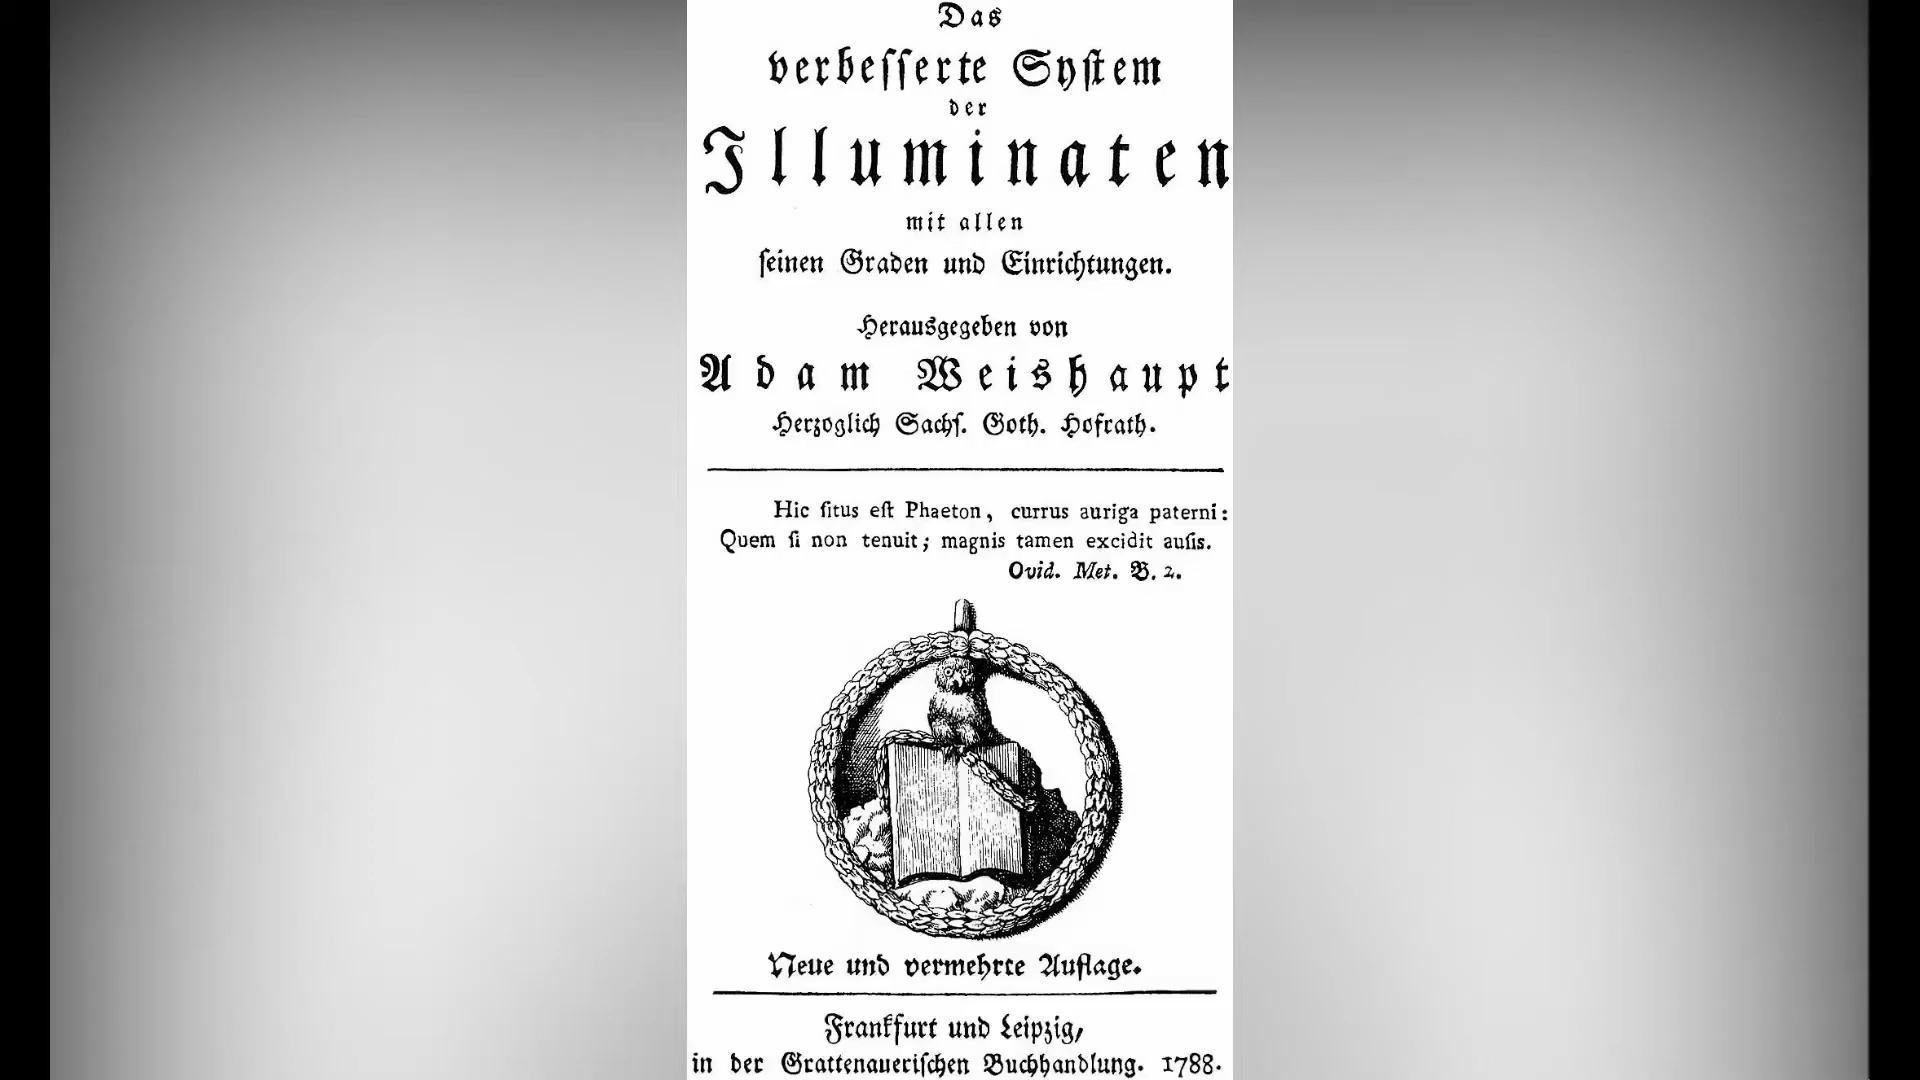 Das
verbeſſerte Syſtem
der
Illuminaten
mit allen
ſeinen Graden und Einrichtungen.
Herausgegeben von
Adam Weishaupt
Herzoglich Sachſ. Goth. Hofrath.
Hic ſitus eſt Phaeton, currus auriga paterni:
Quem ſi non tenuit; magnis tamen excidit auſis.
Ovid. Met. B. 2.
Neue und vermehrte Auflage.
Frankfurt und Leipzig,
in der Grattenaueriſchen Buchhandlung. 1788.